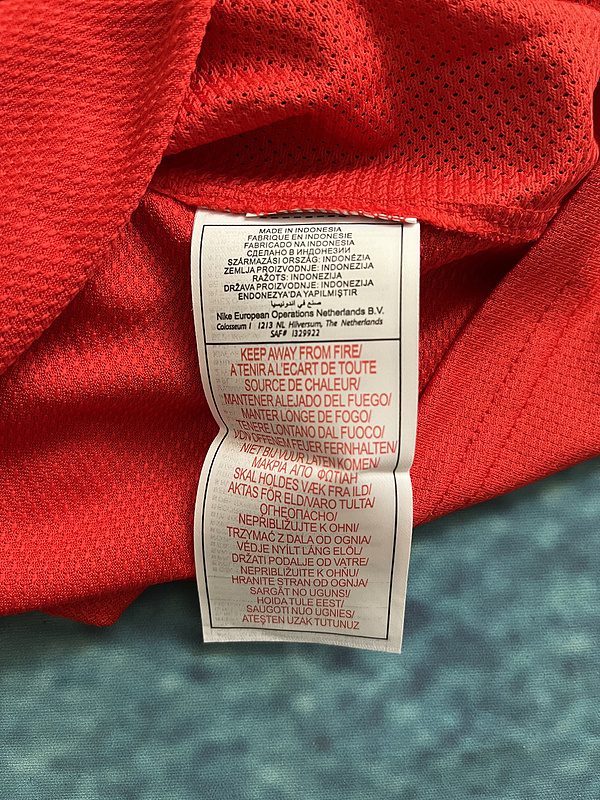 MADE IN INDONESIA
FABRIQUE EN INDONESIE
FABRICADO NA INDONESIA
СДЕЛАНО В ИНДОНЕЗИИ
SZÁRMAZÁSI ORSZÁG: INDONÉZIA
ZEMLJA PROIZVODNJE: INDONEZIJA
RAŽOTS: INDONEZIJA
DRŽAVA PROIZVODNJE: INDONEZIJA
ENDONEZYA'DA YAPILMIŞTIR
صنع في أندونيسيا
Nike European Operations Netherlands B.V.
Colosseum 1 1213 NL Hilversum, The Netherlands
SAF# 1329922
KEEP AWAY FROM FIRE/
A TENIR A L'ECART DE TOUTE
SOURCE DE CHALEUR/
MANTENER ALEJADO DEL FUEGO/
MANTER LONGE DE FOGO/
TENERE LONTANO DAL FUOCO/
VON OFFENEM FEUER FERNHALTEN/
NIET BIJ VUUR LATEN KOMEN/
ΜΑΚΡΙΑ ΑΠΟ ΦΩΤΙΑΗ
SKAL HOLDES VÆK FRA ILD/
AKTAS FÖR ELD/VARO TULTA/
ОГНЕОПАСНО/
NEPŘIBLIŽUJTE K OHNI/
TRZYMAĆ Z DALA OD OGNIA/
VÉDJE NYÍLT LÁNG ELÖL/
DRŽATI PODALJE OD VATRE/
NEPRIBLIŽUJTE K OHNU/
HRANITE STRAN OD OGNJA/
SARGĀT NO UGUNS/
HOIDA TULE EEST/
SAUGOTI NUO UGNIES/
ATEŞTEN UZAK TUTUNUZ